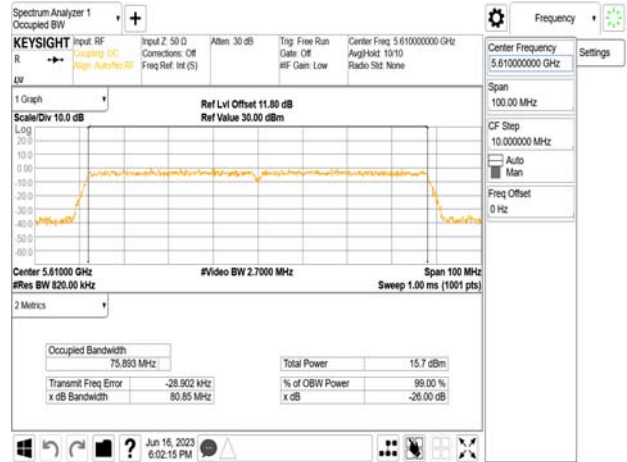 Spectrum Analyzer 1
Occupied BW
+
Frequency
KEYSIGHT
R
Input: RF
Coupling: DC
Align: Auto/No RF
Input Z: 50 Ω
Corrections: Off
Freq Ref: Int (S)
Atten: 30 dB
Trig: Free Run
Gate: Off
#IF Gain: Low
Center Freq: 5.610000000 GHz
Avg|Hold: 10/10
Radio Std: None
Center Frequency
5.610000000 GHz
Settings
Span
100.00 MHz
CF Step
10.000000 MHz
Auto
Man
Freq Offset
0 Hz
1 Graph
Scale/Div 10.0 dB
Ref Lvl Offset 11.80 dB
Ref Value 30.00 dBm
Log
20.0
10.0
0.00
-10.0
-20.0
-30.0
-40.0
-50.0
-60.0
Center 5.61000 GHz
#Res BW 820.00 kHz
#Video BW 2.7000 MHz
Span 100 MHz
Sweep 1.00 ms (1001 pts)
2 Metrics
Occupied Bandwidth
75.893 MHz
Transmit Freq Error -28.902 kHz
x dB Bandwidth 80.85 MHz
Total Power 15.7 dBm
% of OBW Power 99.00 %
x dB -26.00 dB
?
Jun 16, 2023
6:02:15 PM